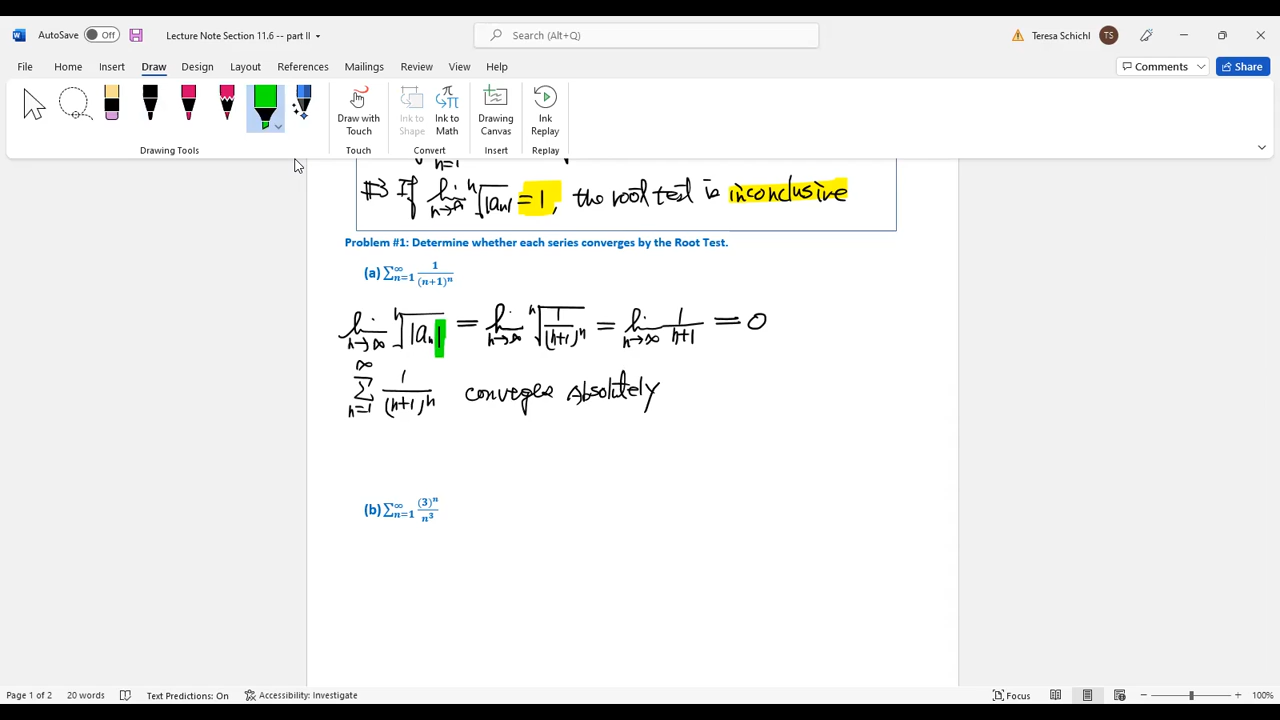 AutoSave Off Lecture Note Section 11.6 -- part II Search (Alt+Q) Teresa Schichl TS
File Home Insert Draw Design Layout References Mailings Review View Help Comments Share
Draw with Touch
Ink to Shape
Ink to Math
Drawing Canvas
Ink Replay
Drawing Tools Touch Convert Insert Replay
n=1
⇒ If lim n→∞ ⁿ√|aₙ| = 1, the root test is inconclusive
Problem #1: Determine whether each series converges by the Root Test.
(a) ∑ₙ₌₁^∞ 1/(n+1)ⁿ
lim n→∞ ⁿ√|aₙ| = lim n→∞ ⁿ√(1/(n+1)ⁿ) = lim n→∞ 1/(n+1) = 0
∞∑n=1 1/(n+1)ⁿ converges Absolutely
(b) ∑ₙ₌₁^∞ (3)ⁿ/n³
Page 1 of 2 20 words Text Predictions: On Accessibility: Investigate Focus 100%